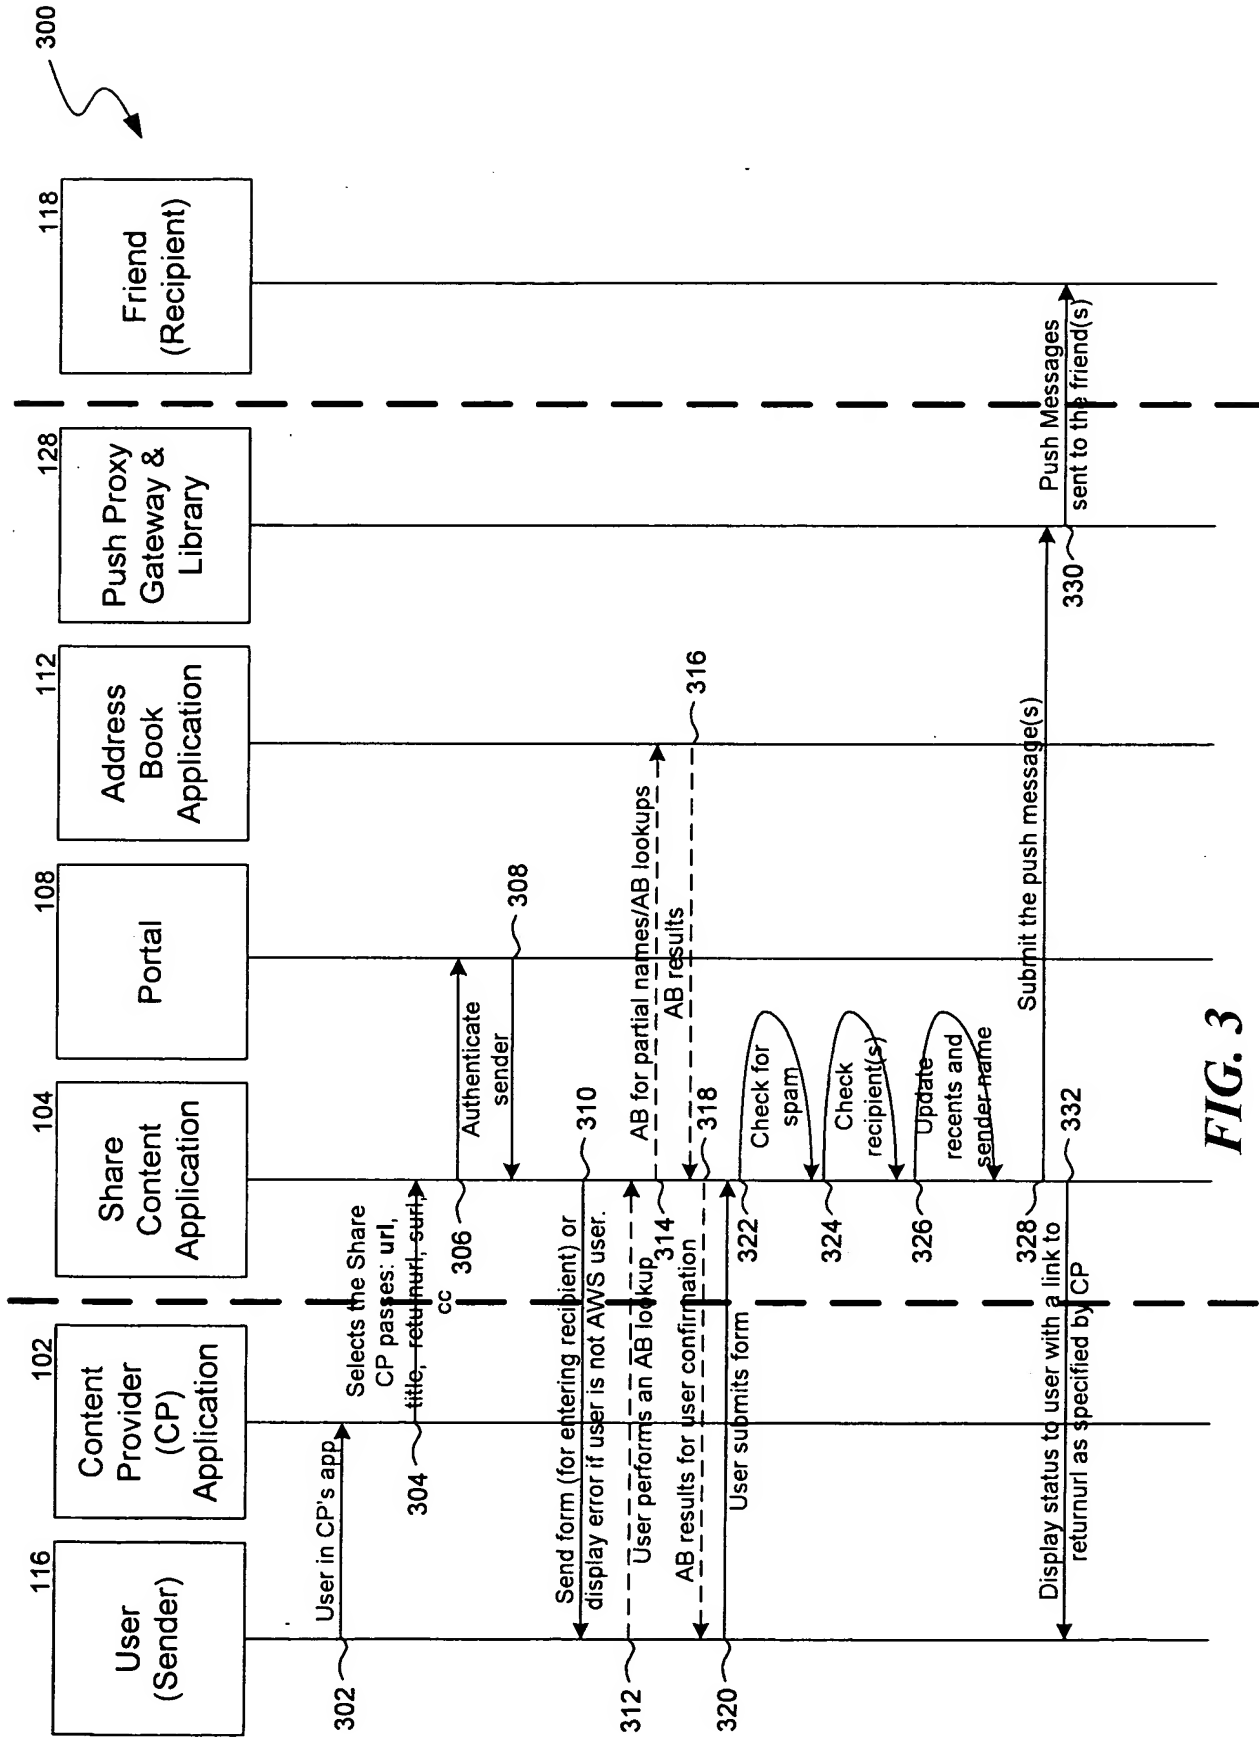 300
116
User
(Sender)
102
Content
Provider
(CP)
Application
104
Share
Content
Application
108
Portal
112
Address
Book
Application
128
Push Proxy
Gateway &
Library
118
Friend
(Recipient)
302
User in CP's app
304
Selects the Share
CP passes: url,
title, returnurl, surl,
cc
306
Authenticate
sender
308
310
Send form (for entering recipient) or
display error if user is not AWS user.
312
User performs an AB lookup
314
AB for partial names/AB lookups
316
AB results
318
AB results for user confirmation
320
User submits form
322
Check for
spam
324
Check
recipient(s)
326
Update
recents and
sender name
328
Submit the push message(s)
330
Push Messages
sent to the friend(s)
332
Display status to user with a link to
returnurl as specified by CP
FIG. 3